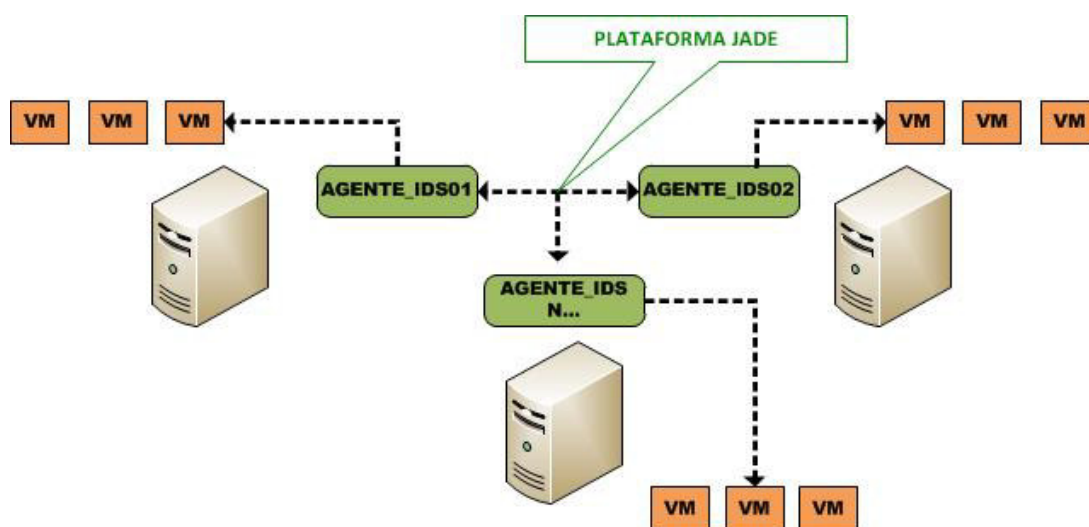 PLATAFORMA JADE
VM VM VM
VM VM VM
AGENTE_IDS01
AGENTE_IDS02
AGENTE_IDS
N...
VM VM VM